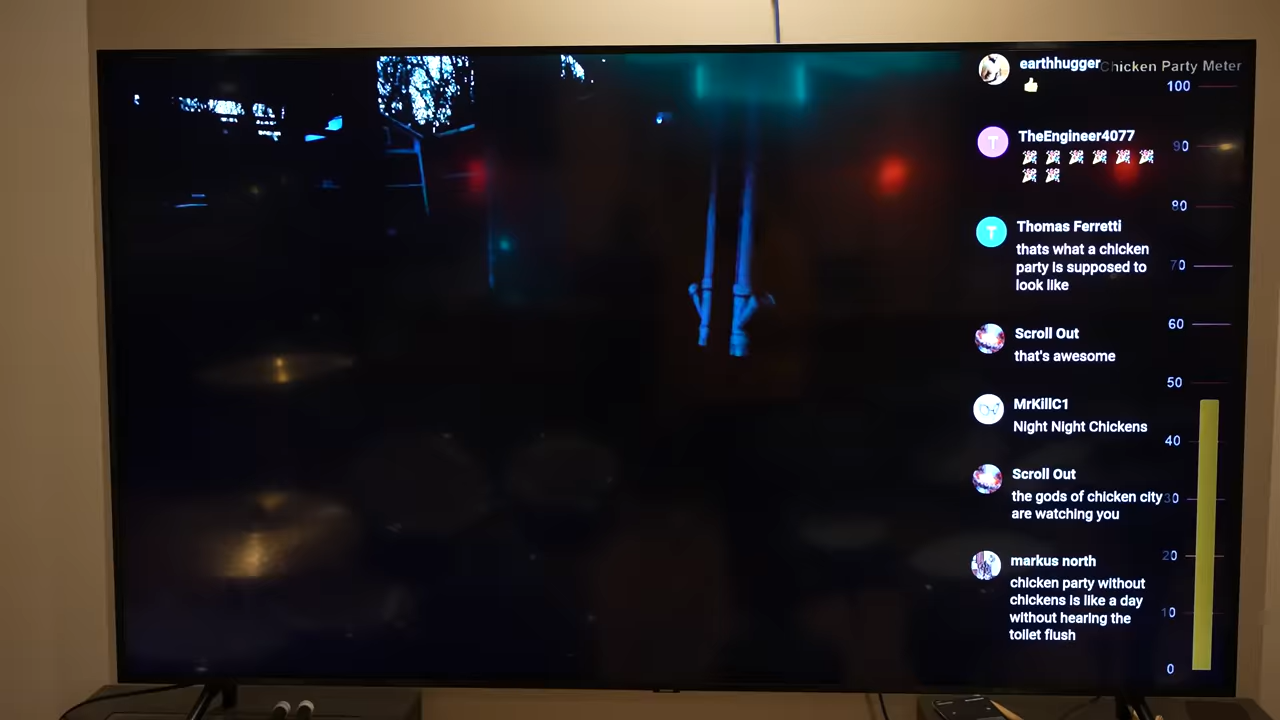 earthhugger
Chicken Party Meter
100
TheEngineer4077
90
80
Thomas Ferretti
thats what a chicken
party is supposed to
look like
70
60
Scroll Out
that's awesome
50
MrKillC1
Night Night Chickens
40
Scroll Out
the gods of chicken city
are watching you
30
20
markus north
chicken party without
chickens is like a day
without hearing the
toilet flush
10
0